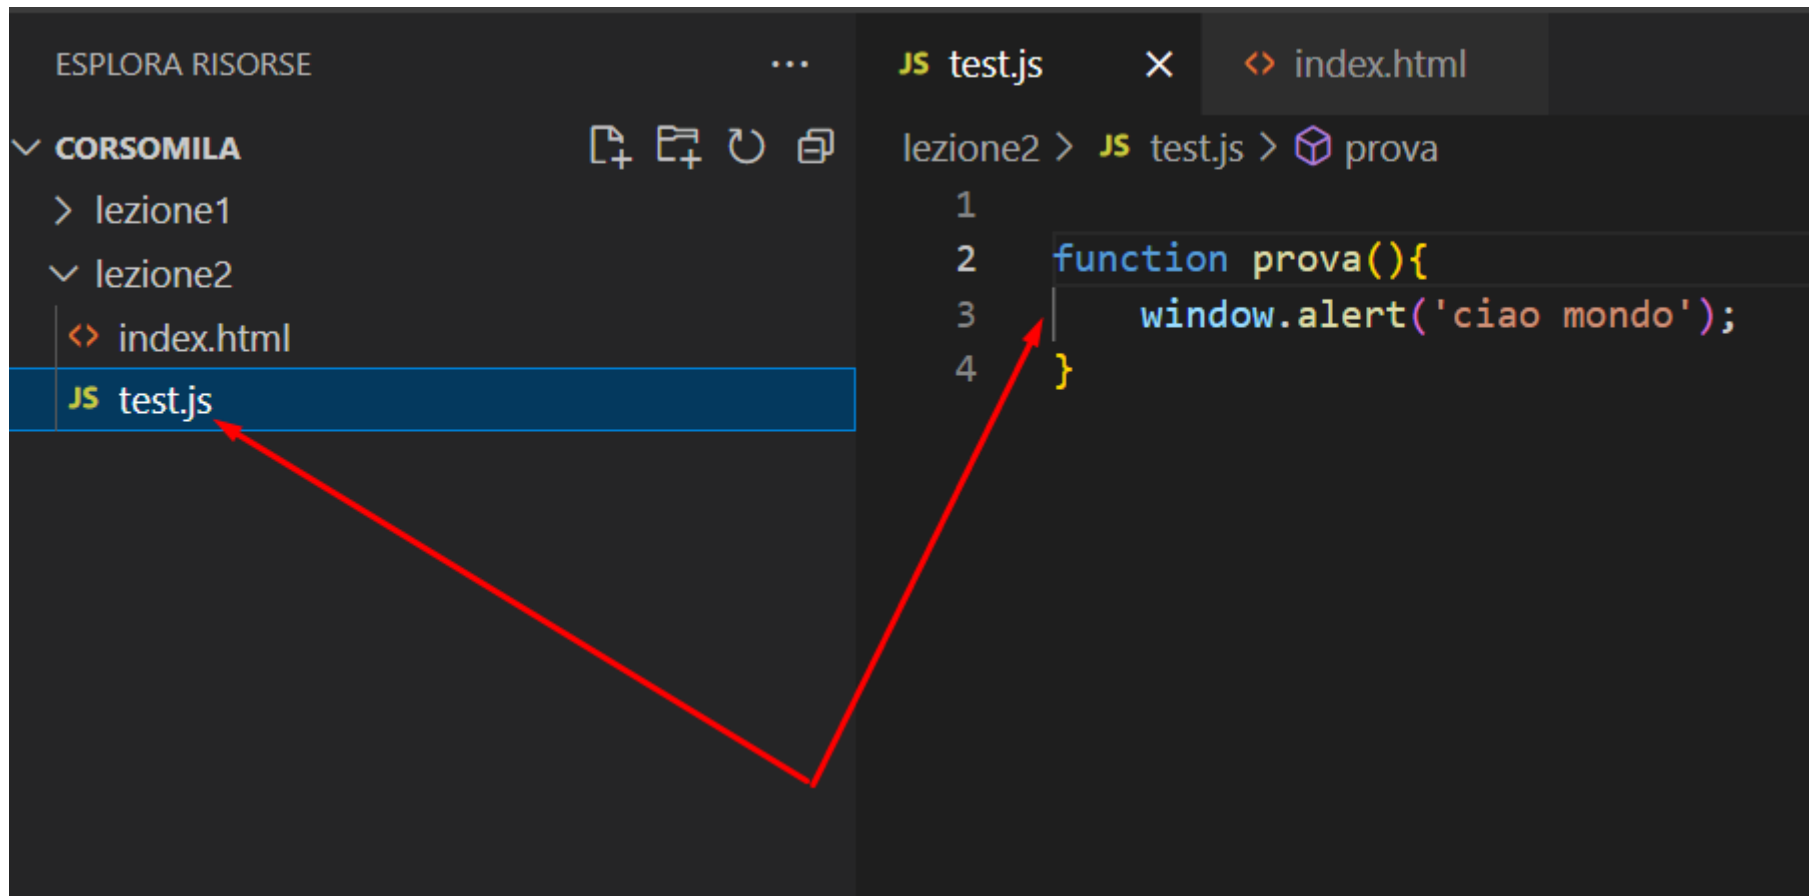 ESPLORA RISORSE ...
CORSOMILA
lezione1
lezione2
<> index.html
JS test.js
JS test.js
<> index.html
lezione2 > JS test.js > prova
1
2 function prova(){
3 window.alert('ciao mondo');
4 }